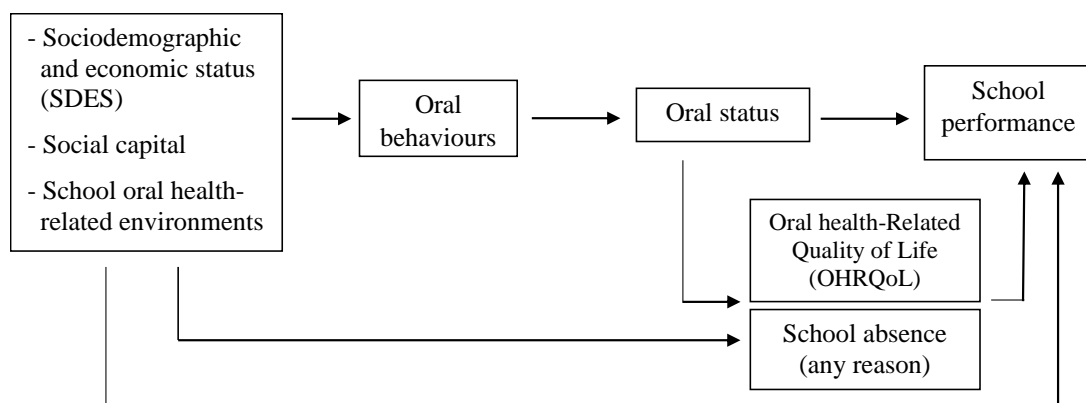 - Sociodemographic
and economic status
(SDES)
- Social capital
- School oral health-
related environments
Oral
behaviours
Oral status
School
performance
Oral health-Related
Quality of Life
(OHRQoL)
School absence
(any reason)